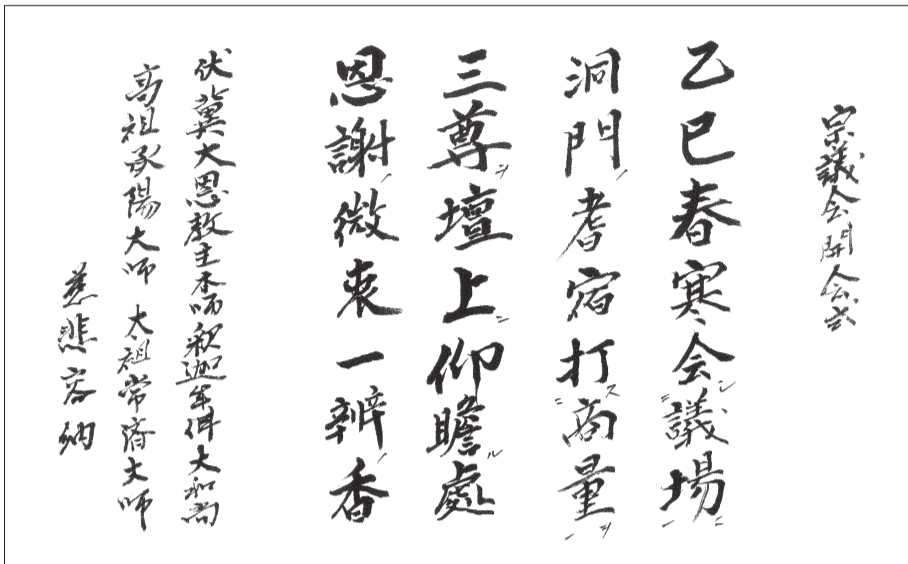 宗議会開会式
乙巳春寒会議場
洞門耆宿打商量
三尊壇上仰瞻處
恩謝微衷一辨香
伏冀大恩教主本師釈迦牟尼大和尚
高祖承陽大師 太祖常済大師
慈悲容納